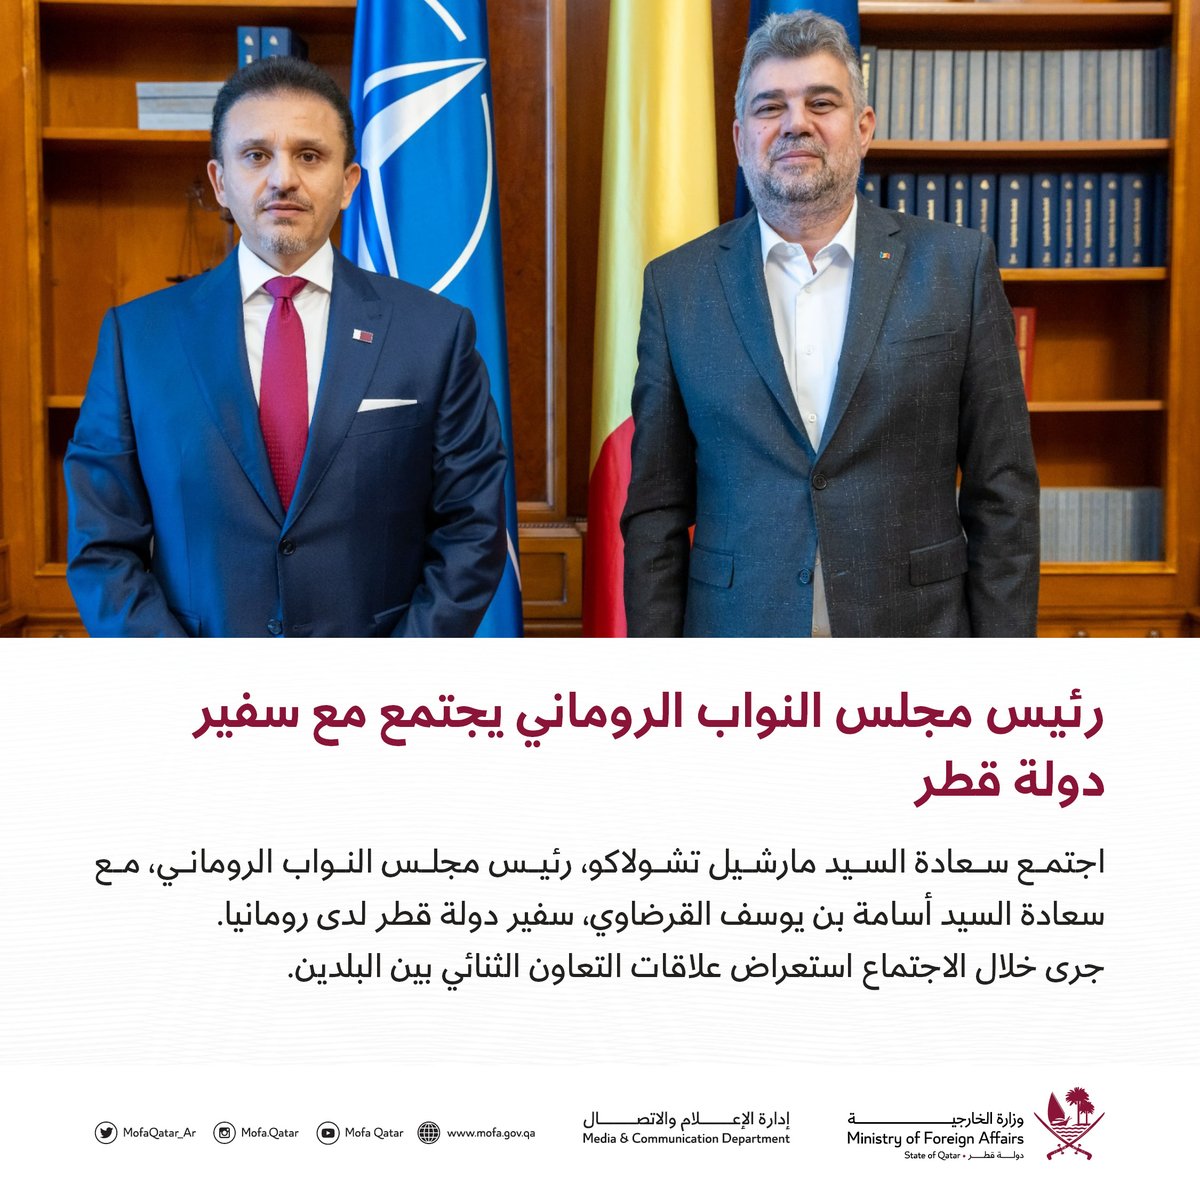 رئيس مجلس النواب الروماني يجتمع مع سفير
دولة قطر
اجتمع سعادة السيد مارشيل تشولاكو، رئيس مجلس النواب الروماني، مع
سعادة السيد أسامة بن يوسف القرضاوي، سفير دولة قطر لدى رومانيا.
جرى خلال الاجتماع استعراض علاقات التعاون الثنائي بين البلدين.
وزارة الخارجية
Ministry of Foreign Affairs
State of Qatar • دولة قطر
إدارة الإعلام والاتصال
Media & Communication Department
MofaQatar_Ar Mofa.Qatar Mofa Qatar www.mofa.gov.qa